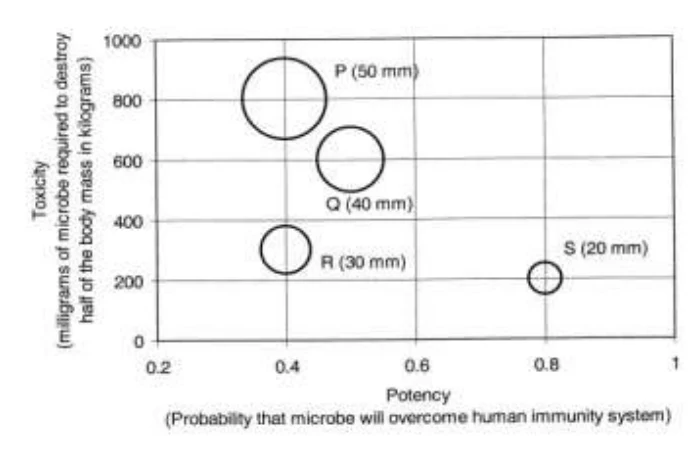 Toxicity
(milligrams of microbe required to destroy
half of the body mass in kilograms)
1000
800
600
400
200
0
P (50 mm)
Q (40 mm)
R (30 mm)
S (20 mm)
0.2 0.4 0.6 0.8 1
Potency
(Probability that microbe will overcome human immunity system)